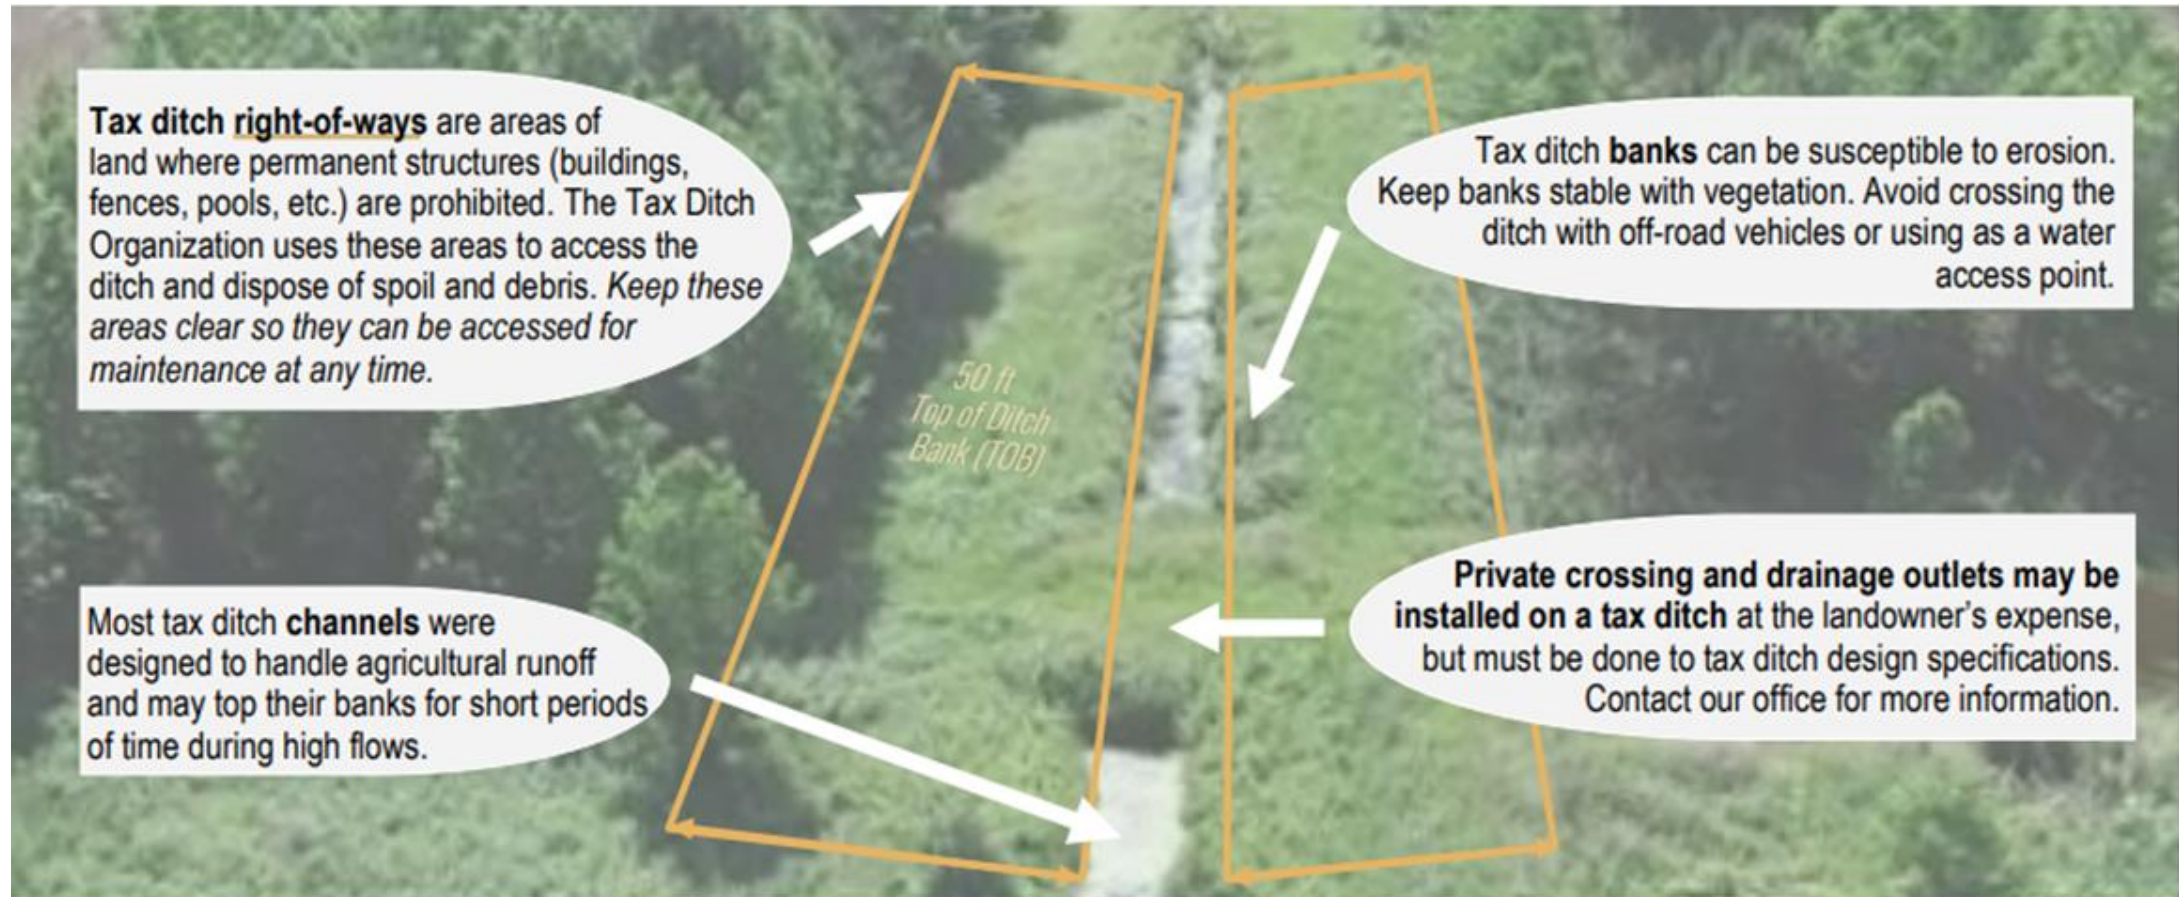 Tax ditch right-of-ways are areas of
land where permanent structures (buildings,
fences, pools, etc.) are prohibited. The Tax Ditch
Organization uses these areas to access the
ditch and dispose of spoil and debris. Keep these
areas clear so they can be accessed for
maintenance at any time.
Tax ditch banks can be susceptible to erosion.
Keep banks stable with vegetation. Avoid crossing the
ditch with off-road vehicles or using as a water
access point.
50 ft
Top of Ditch
Bank (TOB)
Most tax ditch channels were
designed to handle agricultural runoff
and may top their banks for short periods
of time during high flows.
Private crossing and drainage outlets may be
installed on a tax ditch at the landowner's expense,
but must be done to tax ditch design specifications.
Contact our office for more information.